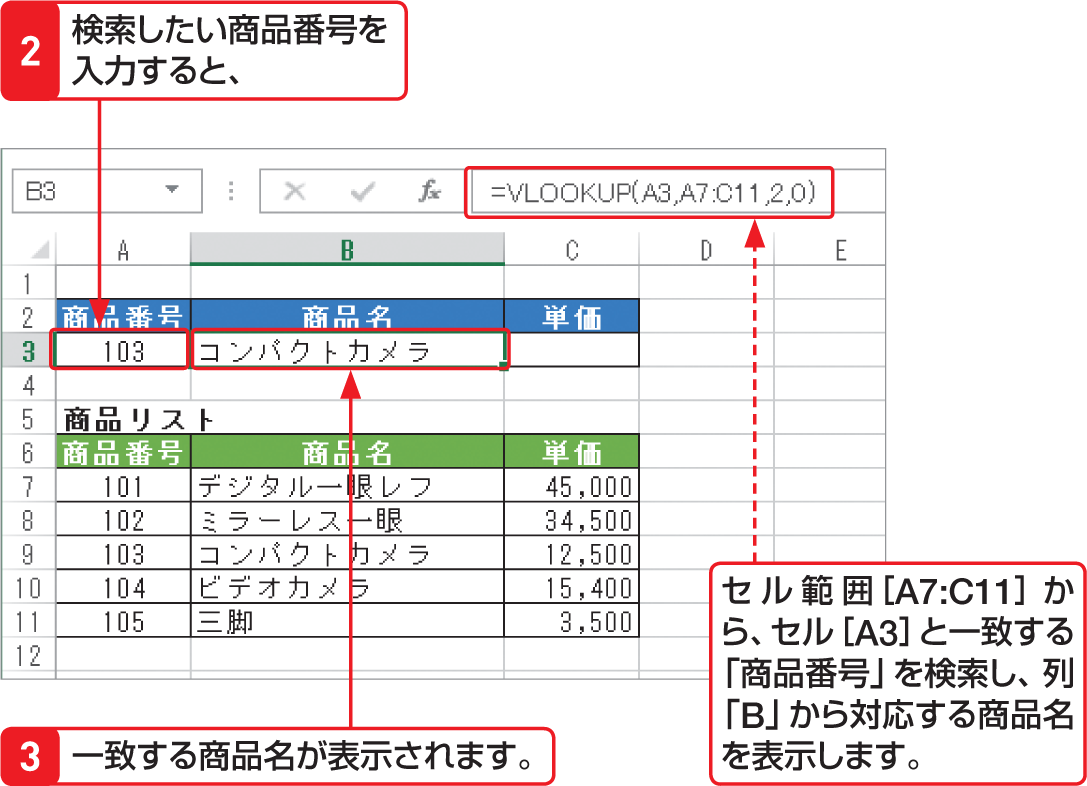 2
検索したい商品番号を
入力すると、
B3 fx =VLOOKUP(A3,A7:C11,2,0)
A B C D E
1
2 商品番号 商品名 単価
3 103 コンパクトカメラ
4
5 商品リスト
6 商品番号 商品名 単価
7 101 デジタル一眼レフ 45,000
8 102 ミラーレス一眼 34,500
9 103 コンパクトカメラ 12,500
10 104 ビデオカメラ 15,400
11 105 三脚 3,500
12
セル範囲[A7:C11]か
ら、セル[A3]と一致する
「商品番号」を検索し、列
「B」から対応する商品名
を表示します。
3 一致する商品名が表示されます。